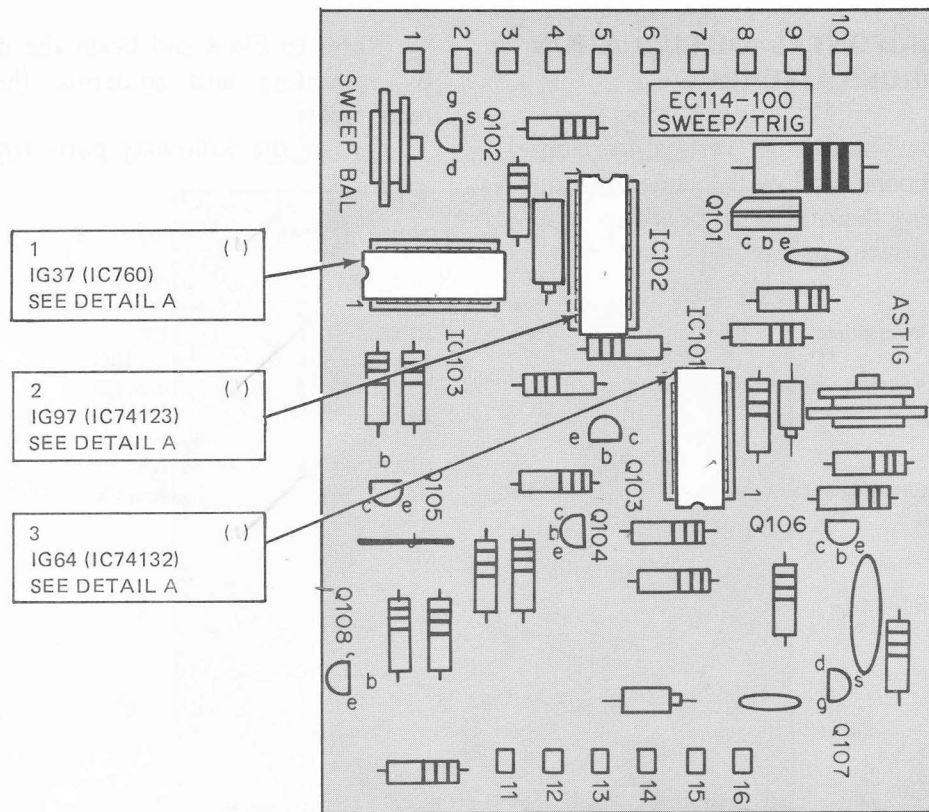 1 2 3 4 5 6 7 8 9 10
EC114-100
SWEEP/TRIG
SWEEP BAL
g
s
d
Q102
Q101
c b e
IC102
1 ( )
IG37 (IC760)
SEE DETAIL A
IC103
IC101
ASTIG
2 ( )
IG97 (IC74123)
SEE DETAIL A
e c
b
Q103
b
c e
Q105
1
3 ( )
IG64 (IC74132)
SEE DETAIL A
c
b
e
Q104
Q106
c b e
Q108
b
e
d
s
g
Q107
11 12 13 14 15 16